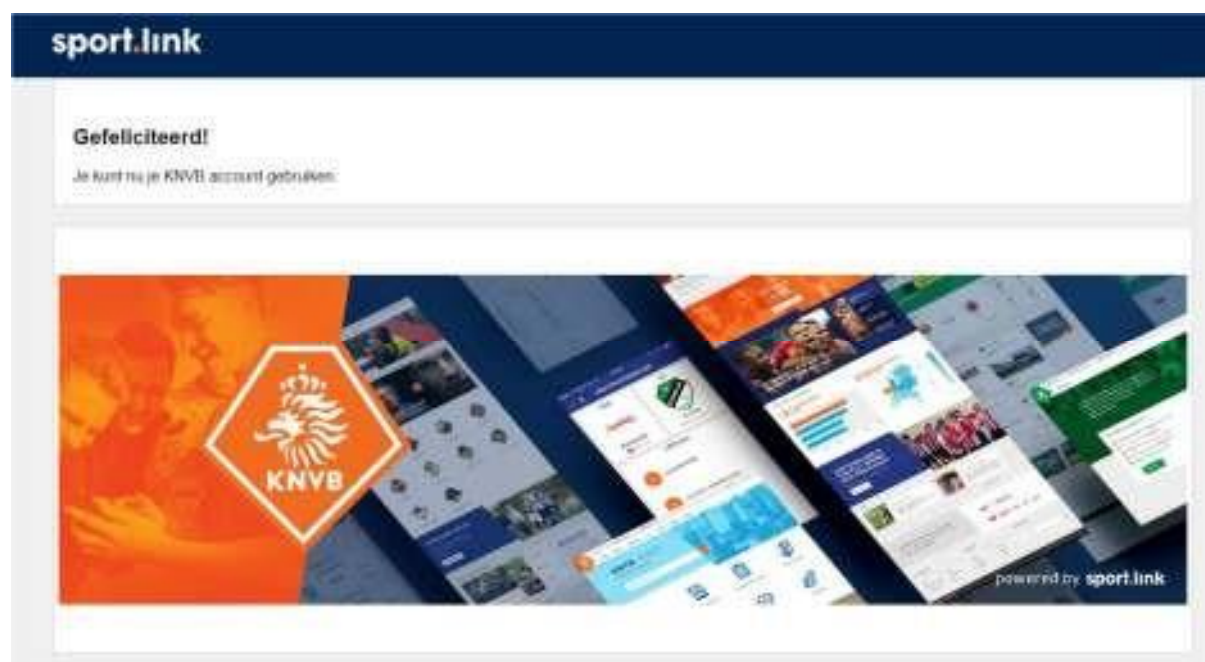 sport.link
Gefeliciteerd!
Je kunt nu je KNVB account gebruiken.
KNVB
powered by sport.link